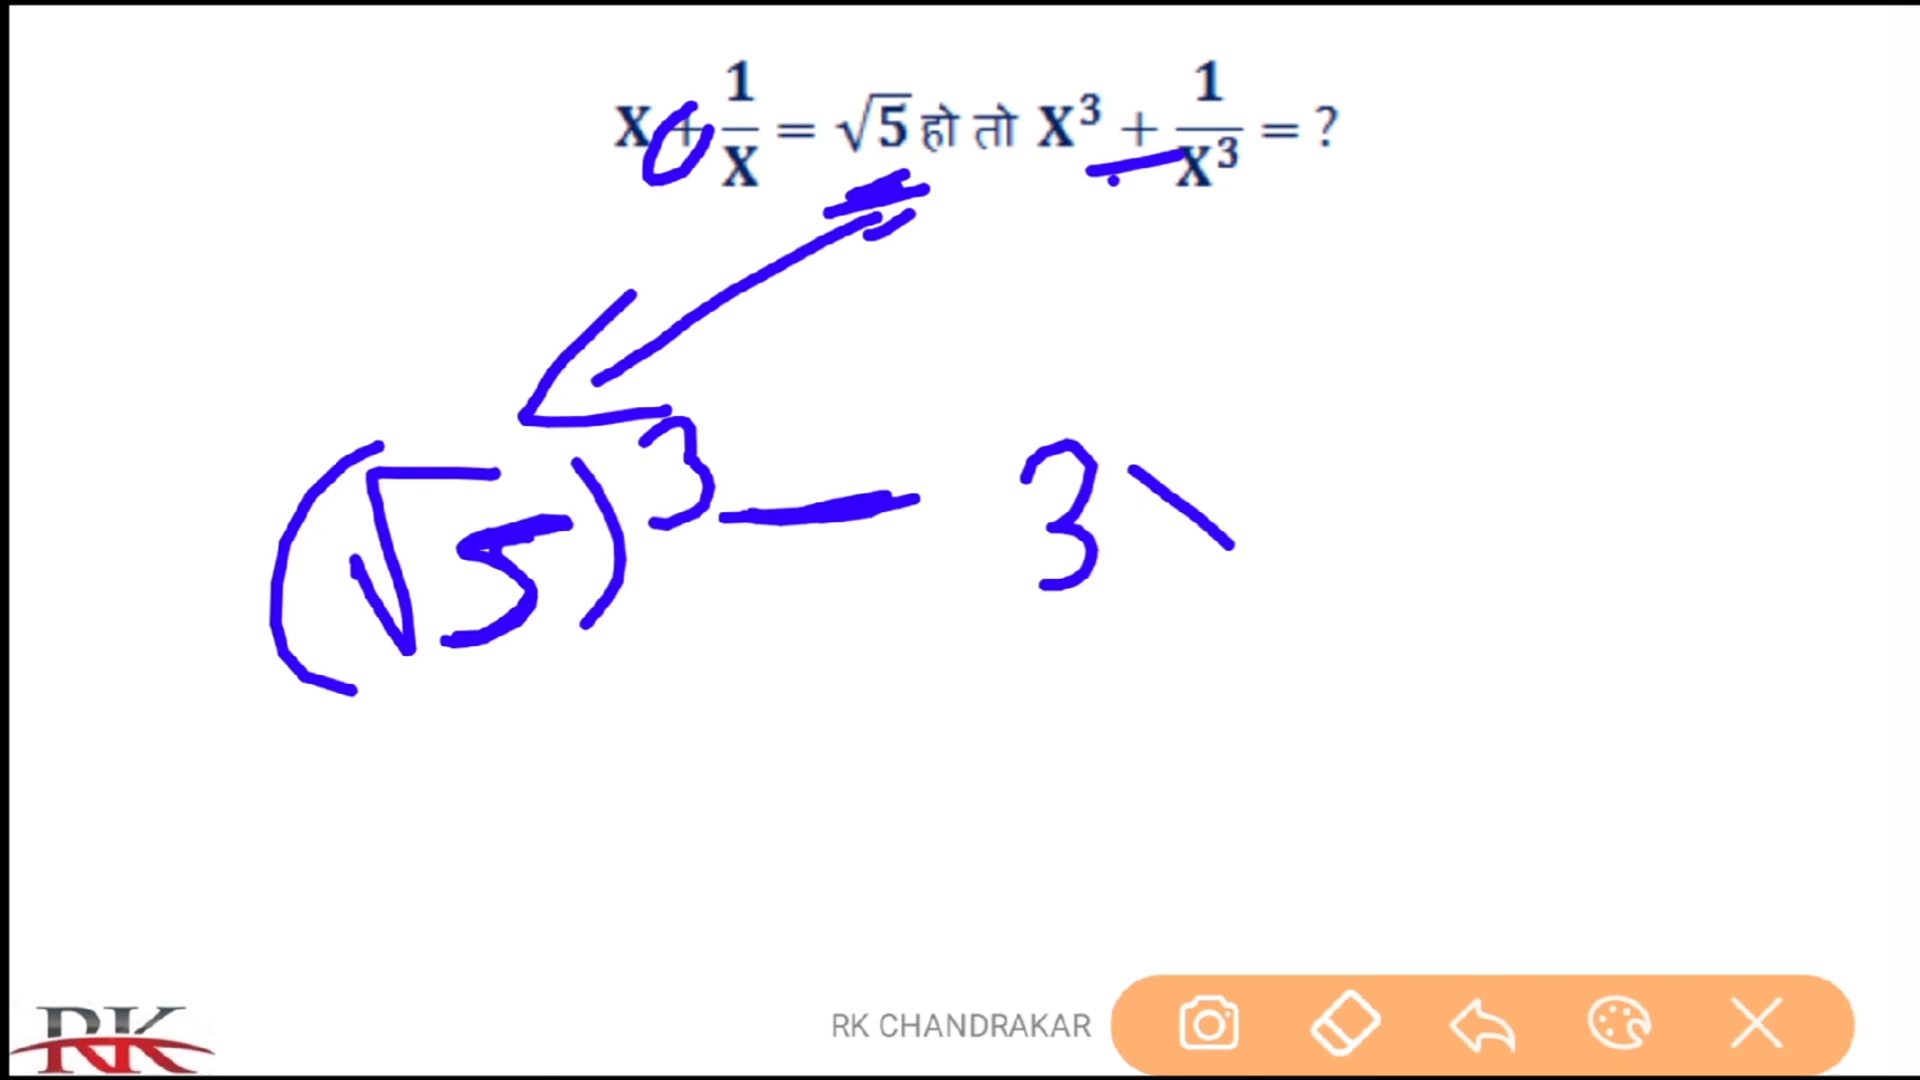 X + 1/X = √5 हो तो X³ + 1/X³ = ?
(√5)³ — 3\
RK
RK CHANDRAKAR